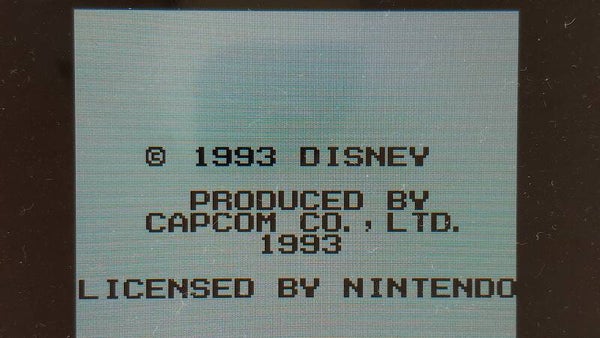 © 1993 DISNEY
PRODUCED BY
CAPCOM CO., LTD.
1993
LICENSED BY NINTENDO